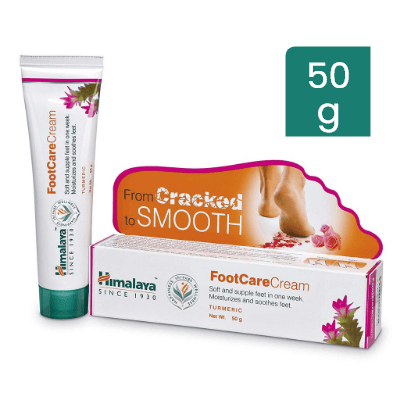 50
g
FootCareCream
Soft and supple feet in one week.
Moisturizes and soothes feet.
TURMERIC
Himalaya
SINCE 1930
From Cracked
to SMOOTH
Himalaya
SINCE 1930
FootCareCream
Soft and supple feet in one week.
Moisturizes and soothes feet.
TURMERIC
Net Wt. 50 g